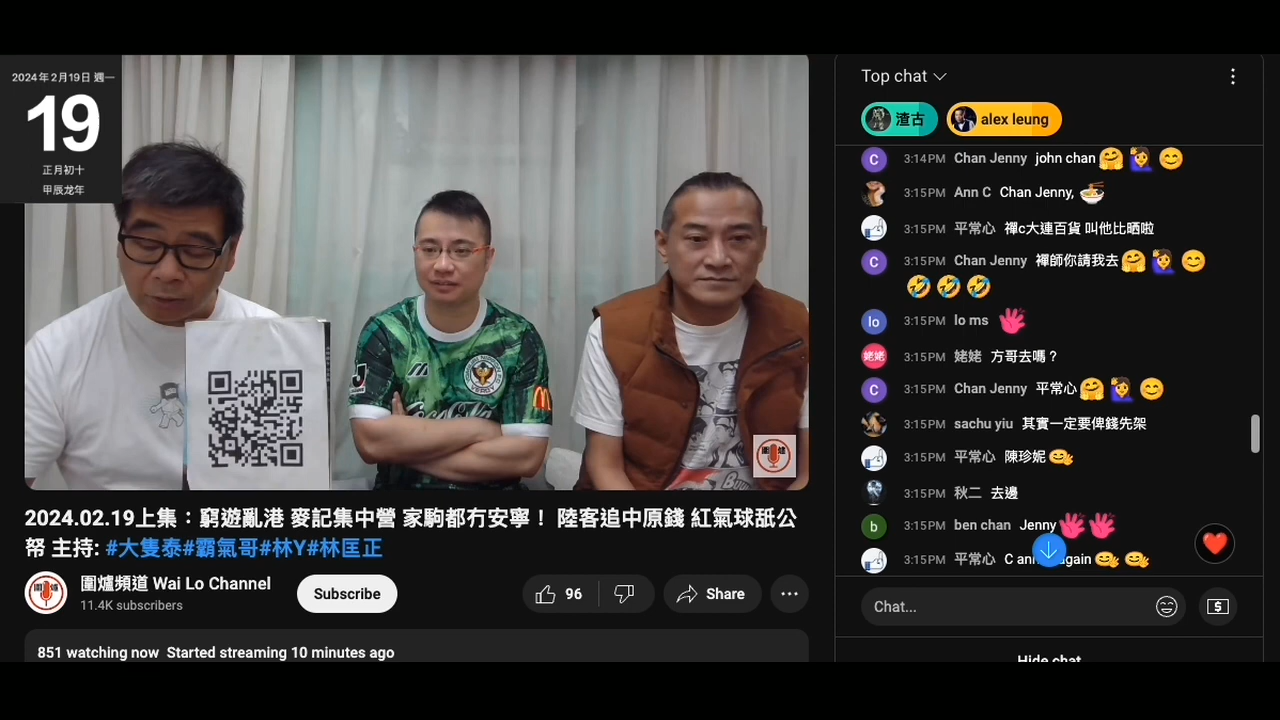 2024年2月19日 週一
19
正月初十
甲辰龙年
Coca-Cola
2024.02.19上集：窮遊亂港 麥記集中營 家駒都冇安寧！ 陸客追中原錢 紅氣球舐公
帑 主持: #大隻泰#霸氣哥#林Y#林匡正
圍爐頻道 Wai Lo Channel
11.4K subscribers
Subscribe
96
Share
851 watching now Started streaming 10 minutes ago
Top chat
渣古
alex leung
C 3:14PM Chan Jenny john chan 🤗 🙋‍♀️ 😊
3:15PM Ann C Chan Jenny, 🍜
3:15PM 平常心 禪c大連百貨 叫他比晒啦
C 3:15PM Chan Jenny 禪師你請我去 🤗 🙋‍♀️ 😊
🤣 🤣 🤣
lo 3:15PM lo ms
姥姥 3:15PM 姥姥 方哥去嗎？
C 3:15PM Chan Jenny 平常心 🤗 🙋‍♀️ 😊
3:15PM sachu yiu 其實一定要俾錢先架
3:15PM 平常心 陳珍妮
3:15PM 秋二 去邊
b 3:15PM ben chan Jenny
3:15PM 平常心
Chat...
Hide chat